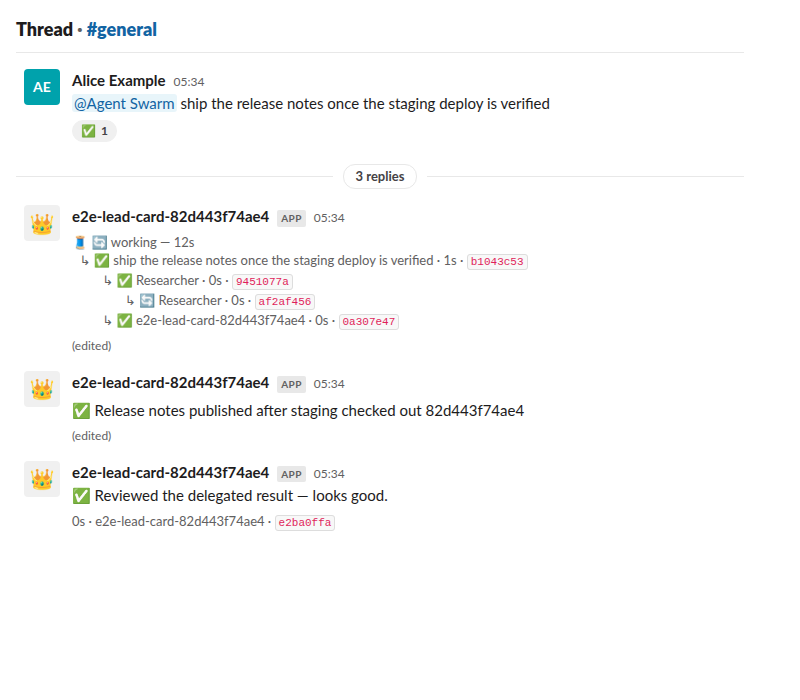 Thread • #general
AE
Alice Example 05:34
@Agent Swarm ship the release notes once the staging deploy is verified
✅ 1
3 replies
e2e-lead-card-82d443f74ae4 APP 05:34
🧵 🔄 working — 12s
↳ ✅ ship the release notes once the staging deploy is verified · 1s · b1043c53
↳ ✅ Researcher · 0s · 9451077a
↳ 🔄 Researcher · 0s · af2af456
↳ ✅ e2e-lead-card-82d443f74ae4 · 0s · 0a307e47
(edited)
e2e-lead-card-82d443f74ae4 APP 05:34
✅ Release notes published after staging checked out 82d443f74ae4
(edited)
e2e-lead-card-82d443f74ae4 APP 05:34
✅ Reviewed the delegated result — looks good.
0s · e2e-lead-card-82d443f74ae4 · e2ba0ffa